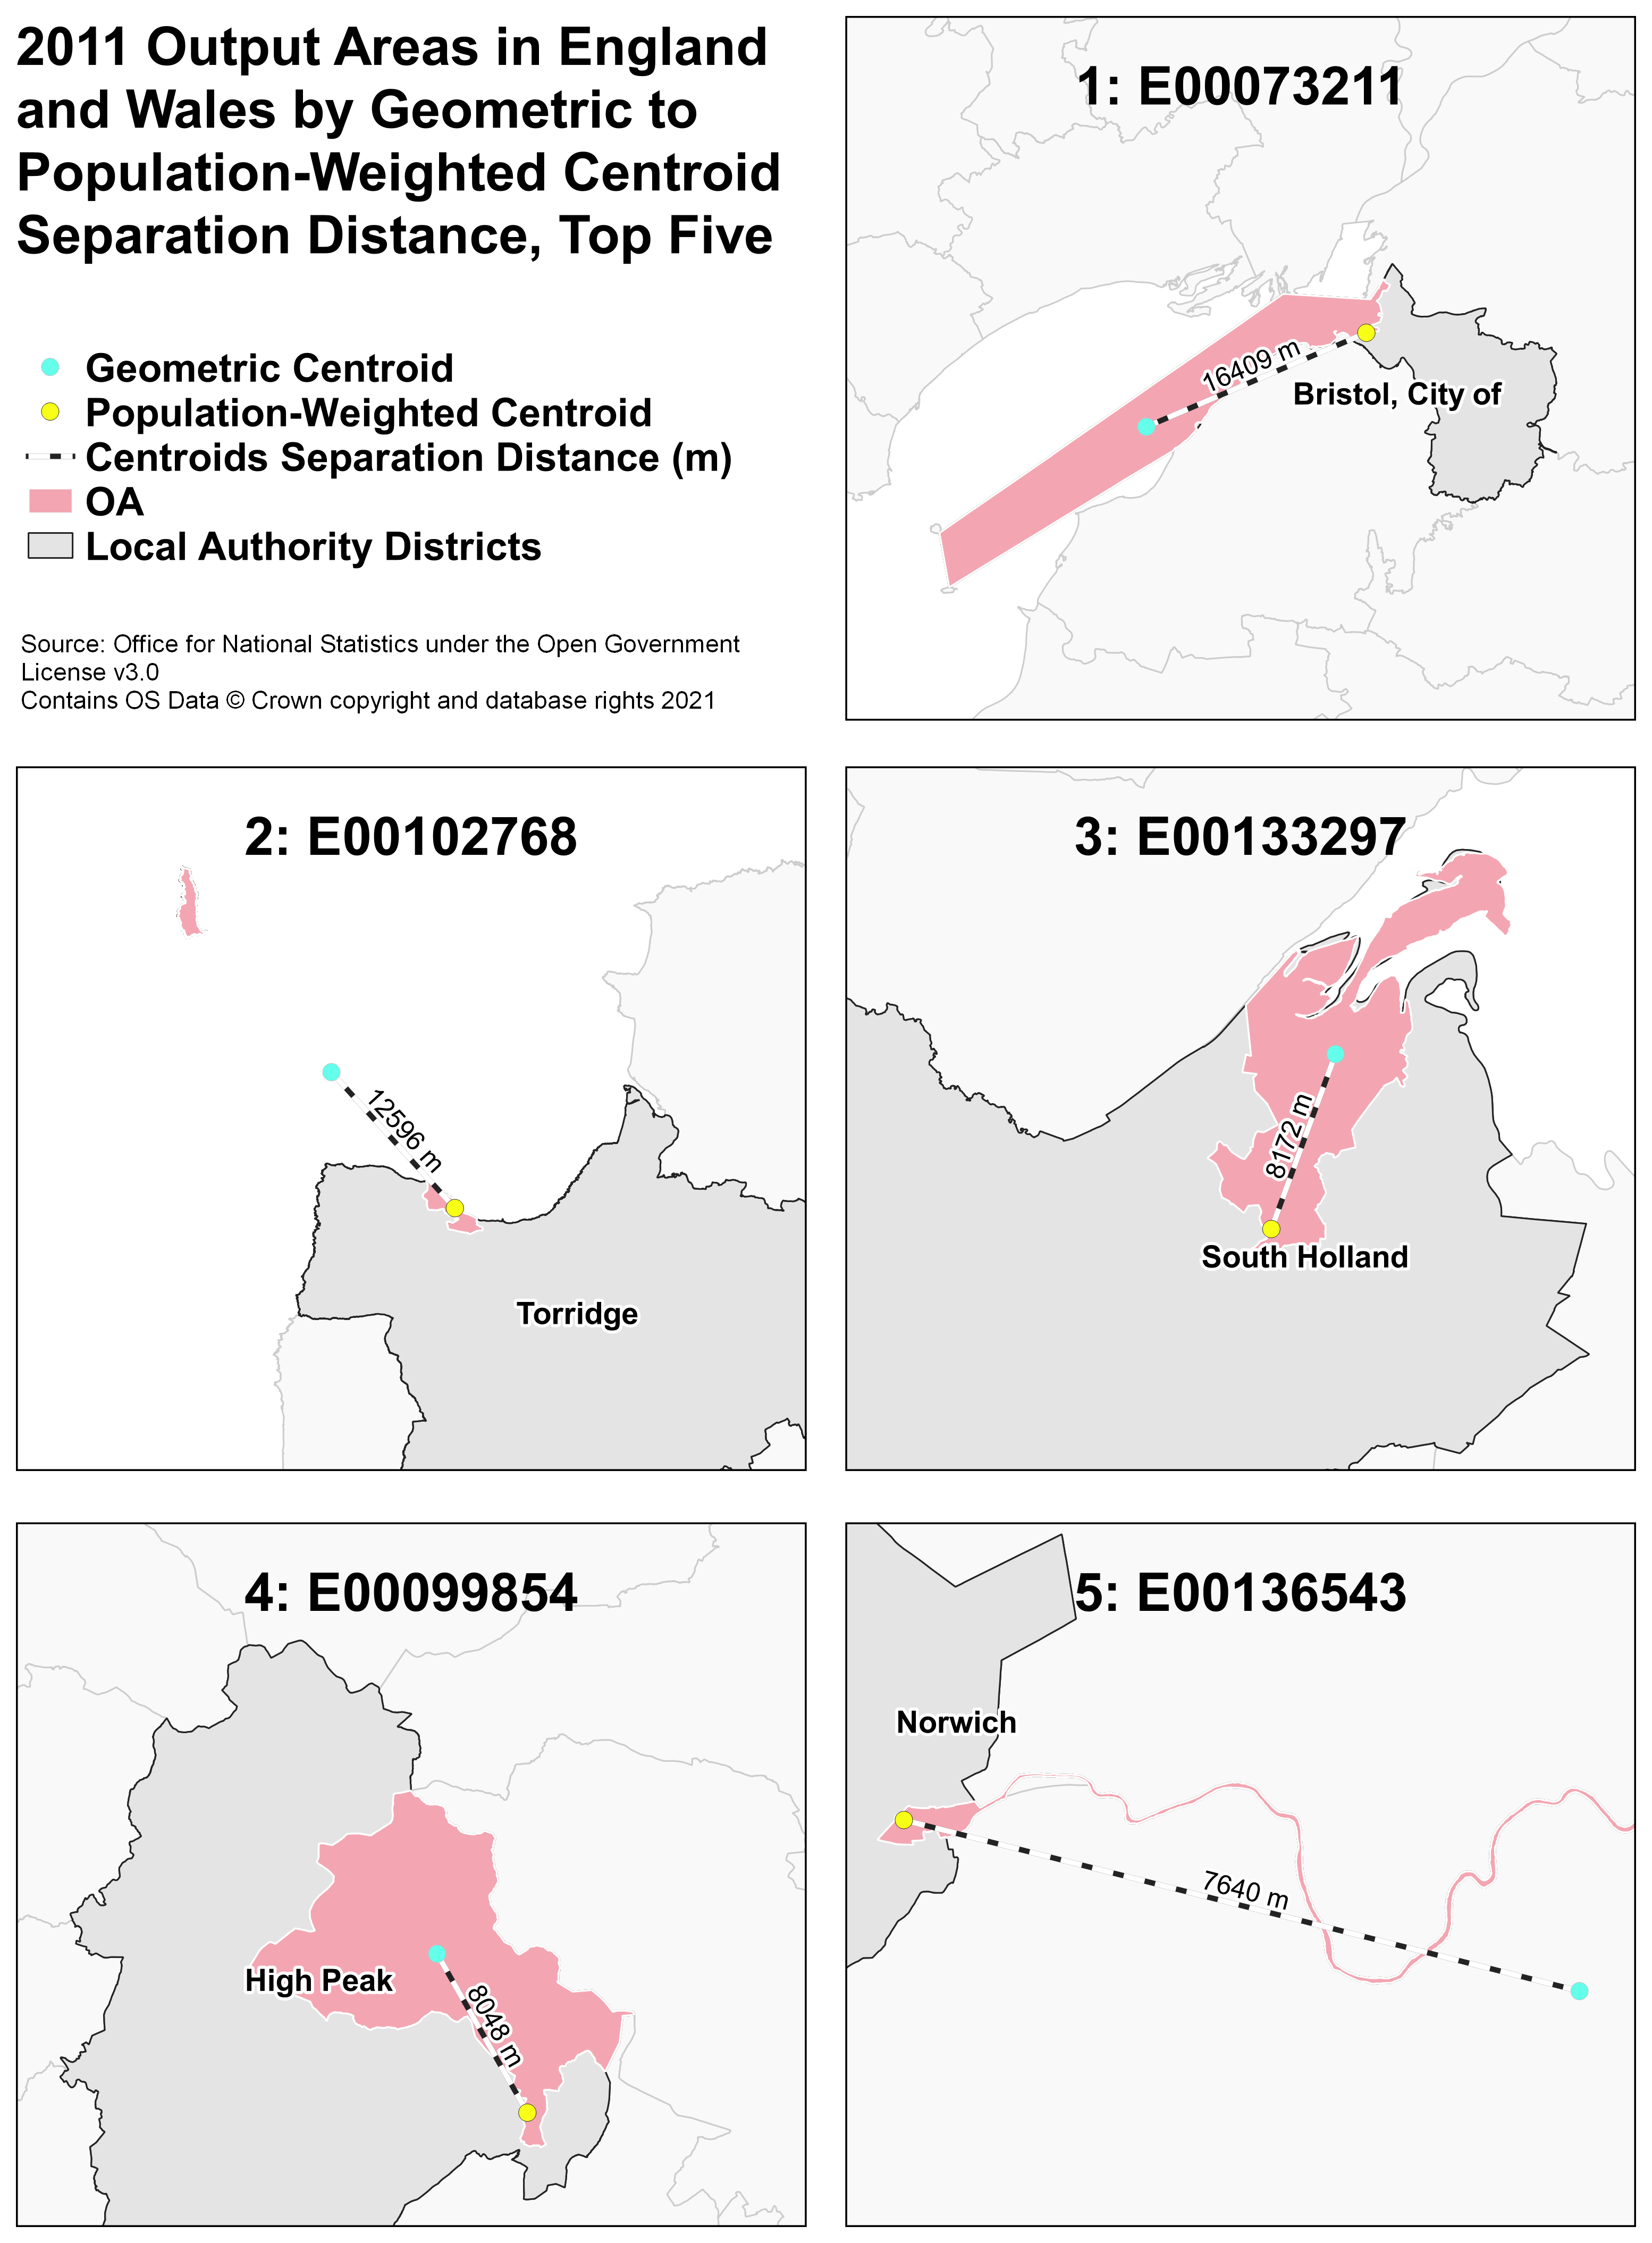 2011 Output Areas in England
and Wales by Geometric to
Population-Weighted Centroid
Separation Distance, Top Five
Geometric Centroid
Population-Weighted Centroid
Centroids Separation Distance (m)
OA
Local Authority Districts
Source: Office for National Statistics under the Open Government
License v3.0
Contains OS Data © Crown copyright and database rights 2021
1: E00073211
16409 m
Bristol, City of
2: E00102768
12596 m
Torridge
3: E00133297
8172 m
South Holland
4: E00099854
High Peak
8048 m
5: E00136543
Norwich
7640 m